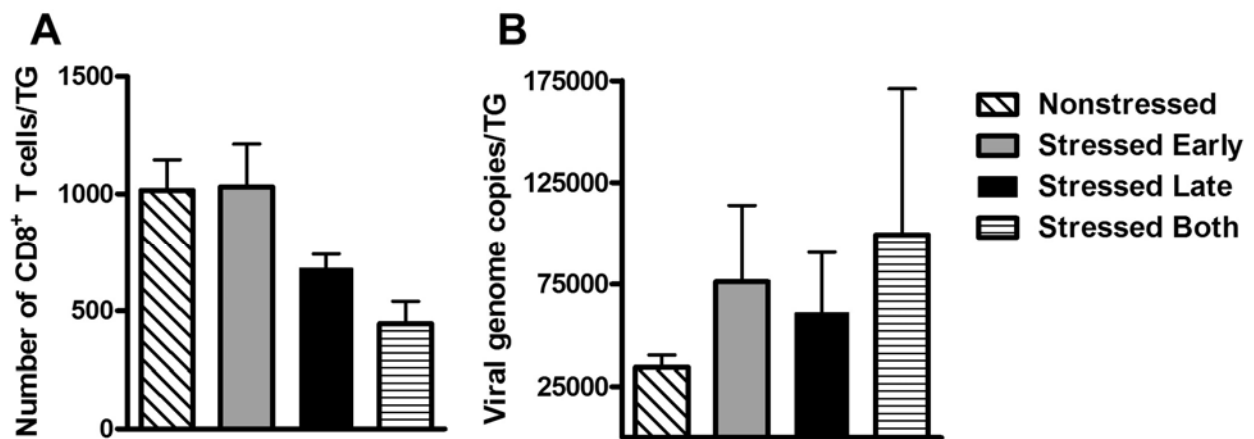 A
Number of CD8⁺ T cells/TG
1500
1000
500
0
B
Viral genome copies/TG
175000
125000
75000
25000
Nonstressed
Stressed Early
Stressed Late
Stressed Both